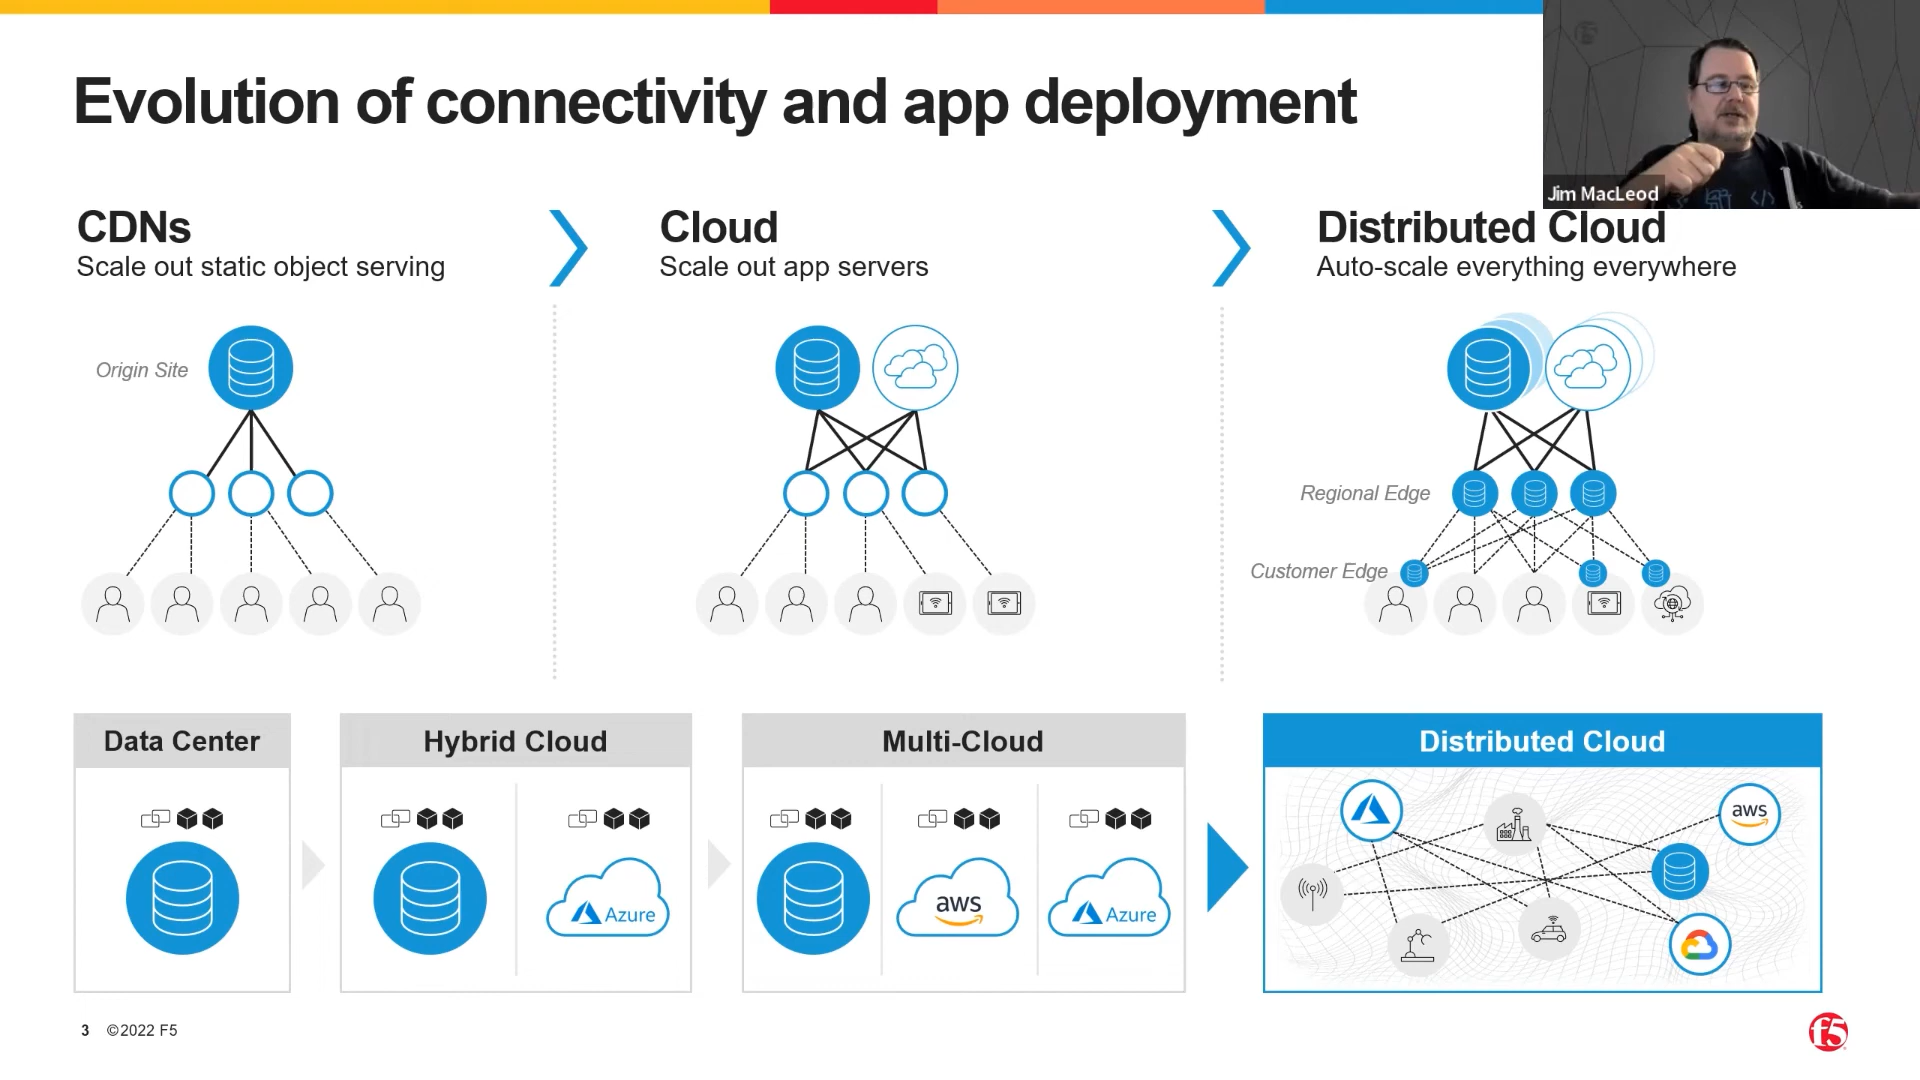 Evolution of connectivity and app deployment
Jim MacLeod
CDNs
Scale out static object serving
Cloud
Scale out app servers
Distributed Cloud
Auto-scale everything everywhere
Origin Site
Regional Edge
Customer Edge
Data Center
Hybrid Cloud
Azure
Multi-Cloud
aws
Azure
Distributed Cloud
aws
3 ©2022 F5
f5